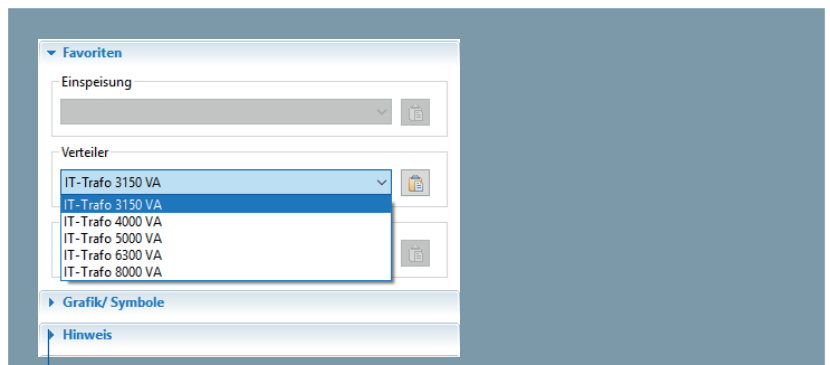 Favoriten
Einspeisung
Verteiler
IT-Trafo 3150 VA
IT-Trafo 3150 VA
IT-Trafo 4000 VA
IT-Trafo 5000 VA
IT-Trafo 6300 VA
IT-Trafo 8000 VA
Grafik/ Symbole
Hinweis